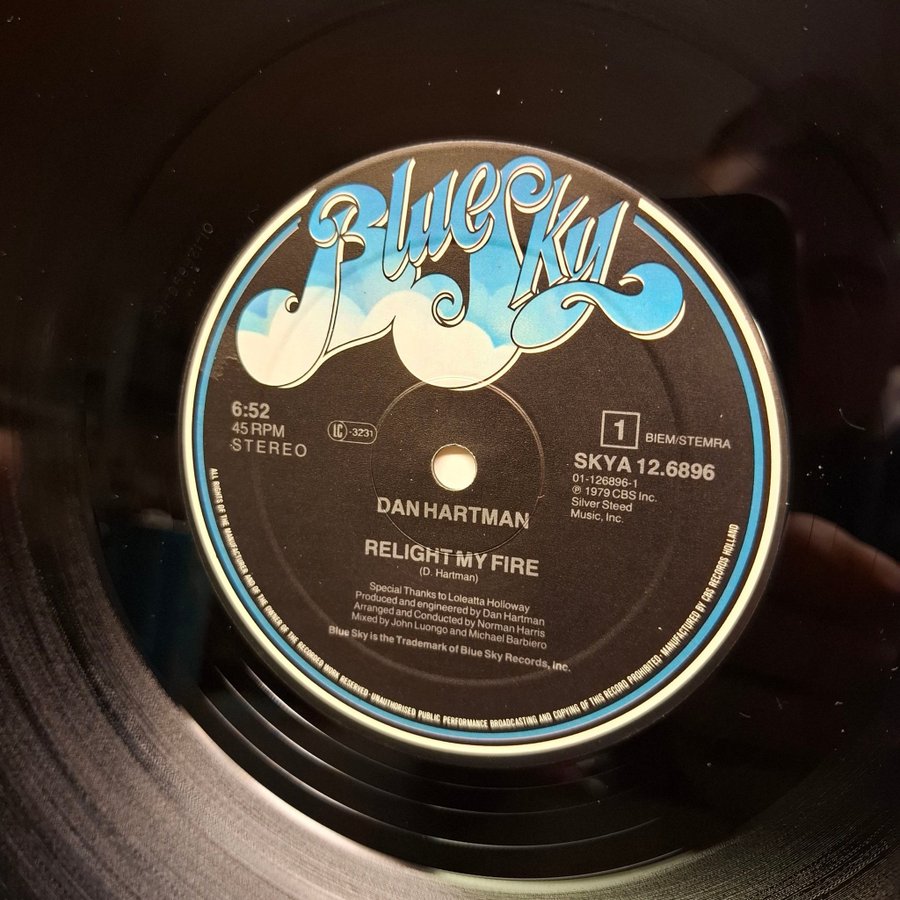 Blue Sky
6:52
45 RPM
STEREO
LC -3231
1
BIEM/STEMRA
SKYA 12.6896
01-126896-1
℗ 1979 CBS Inc.
Silver Steed
Music, Inc.
DAN HARTMAN
RELIGHT MY FIRE
(D. Hartman)
Special Thanks to Loleatta Holloway
Produced and engineered by Dan Hartman
Arranged and Conducted by Norman Harris
Mixed by John Luongo and Michael Barbiero
Blue Sky is the Trademark of Blue Sky Records, Inc.
ALL RIGHTS OF THE MANUFACTURER AND OF THE OWNER OF THE RECORDED WORK RESERVED · UNAUTHORISED PUBLIC PERFORMANCE BROADCASTING AND COPYING OF THIS RECORD PROHIBITED · MANUFACTURED BY CBS RECORDS HOLLAND